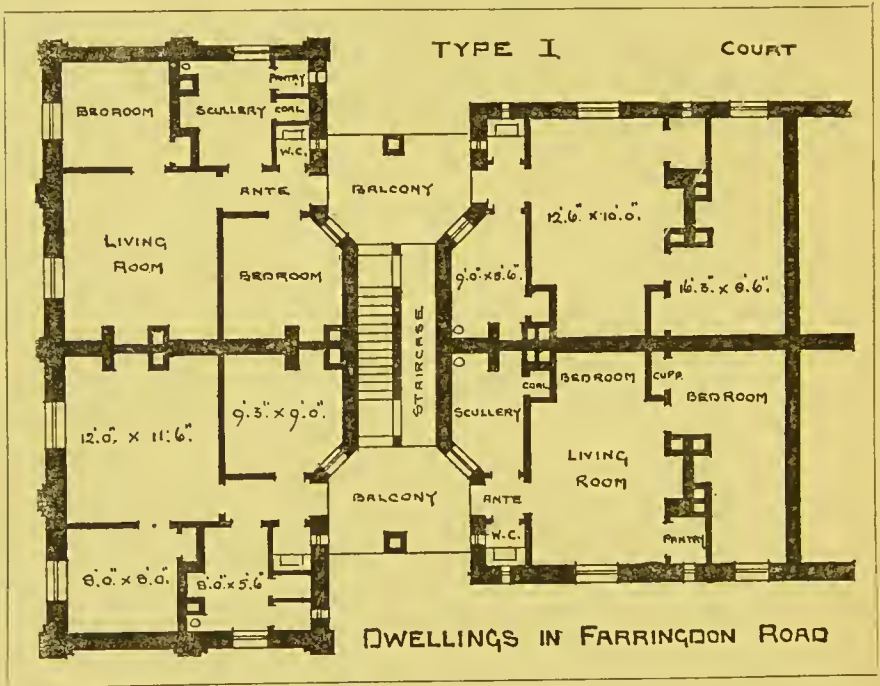 TYPE I
COURT
BEDROOM
SCULLERY
PANTRY
COAL
W.C.
ANTE
BALCONY
LIVING
ROOM
BEDROOM
12'.6" × 10'.0".
9'.0" × 5'.6".
16'.3" × 8'.6".
STAIRCASE
12'.0" × 11'.6".
9'.3" × 9'.0".
COAL
BEDROOM
CUPD
BEDROOM
SCULLERY
LIVING
ROOM
BALCONY
ANTE
W.C.
PANTRY
8'.0" × 8'.0".
8'.0" × 5'.6"
DWELLINGS IN FARRINGDON ROAD